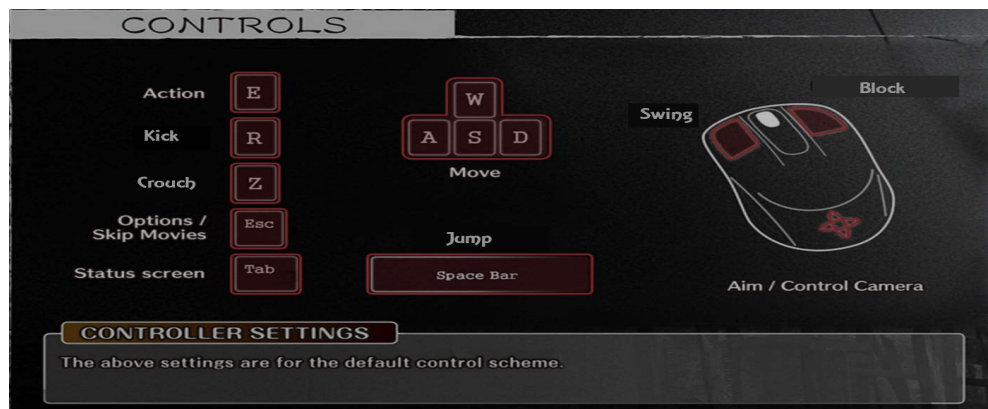 CONTROLS
Action
E
Kick
R
Crouch
Z
Options /
Skip Movies
Esc
Status screen
Tab
W
A S D
Move
Jump
Space Bar
Swing
Block
Aim / Control Camera
CONTROLLER SETTINGS
The above settings are for the default control scheme.